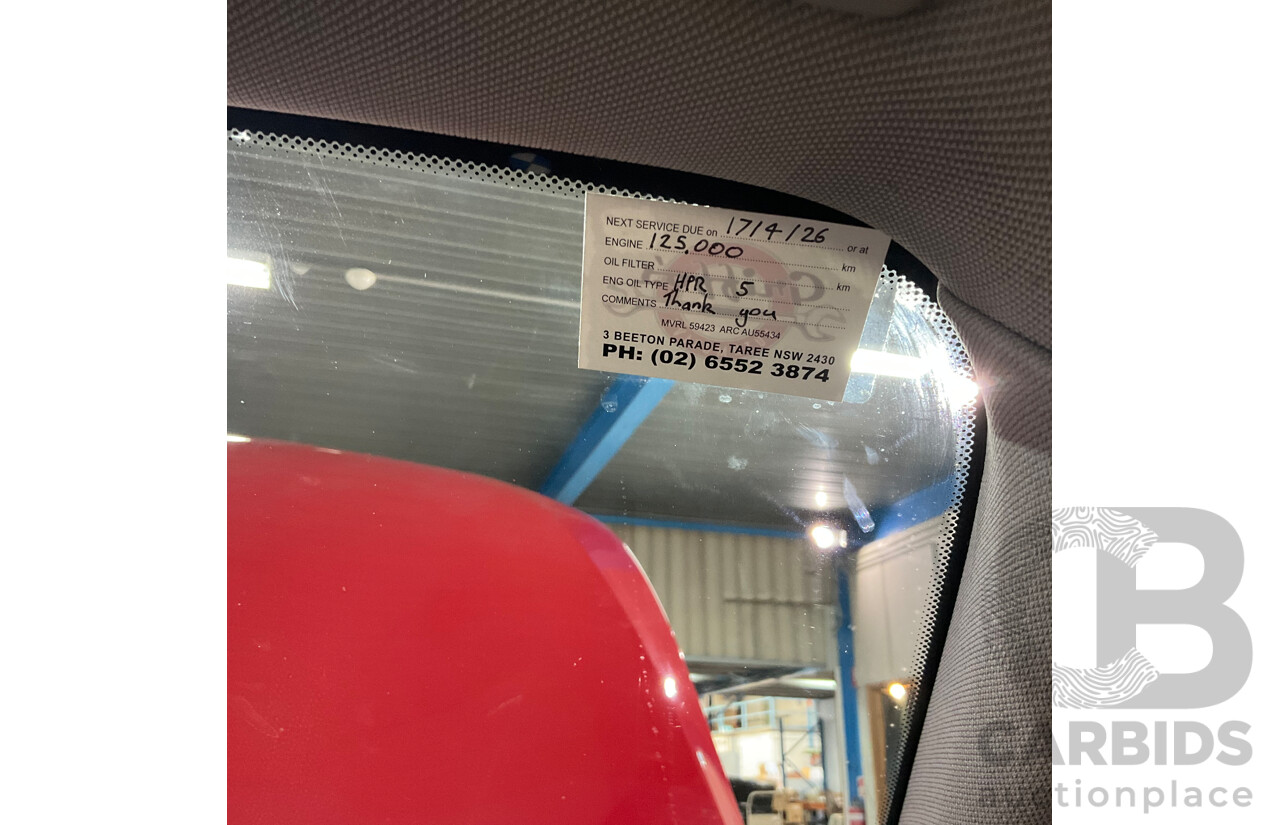 NEXT SERVICE DUE on 17/4/26 or at
ENGINE 125,000 km
OIL FILTER km
ENG OIL TYPE HPR 5
COMMENTS Thank you
MVRL 59423 ARC AU55434
3 BEETON PARADE, TAREE NSW 2430
PH: (02) 6552 3874
CARBIDS
auctionplace